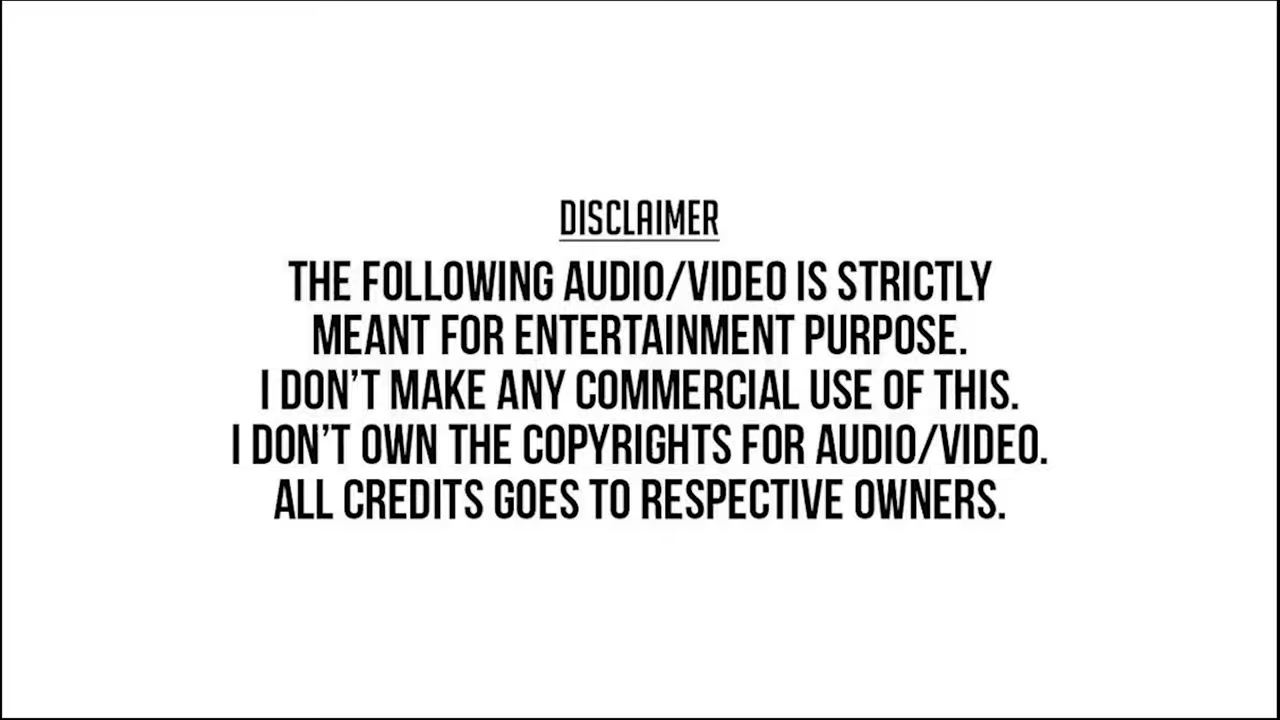 DISCLAIMER
THE FOLLOWING AUDIO/VIDEO IS STRICTLY
MEANT FOR ENTERTAINMENT PURPOSE.
I DON’T MAKE ANY COMMERCIAL USE OF THIS.
I DON’T OWN THE COPYRIGHTS FOR AUDIO/VIDEO.
ALL CREDITS GOES TO RESPECTIVE OWNERS.